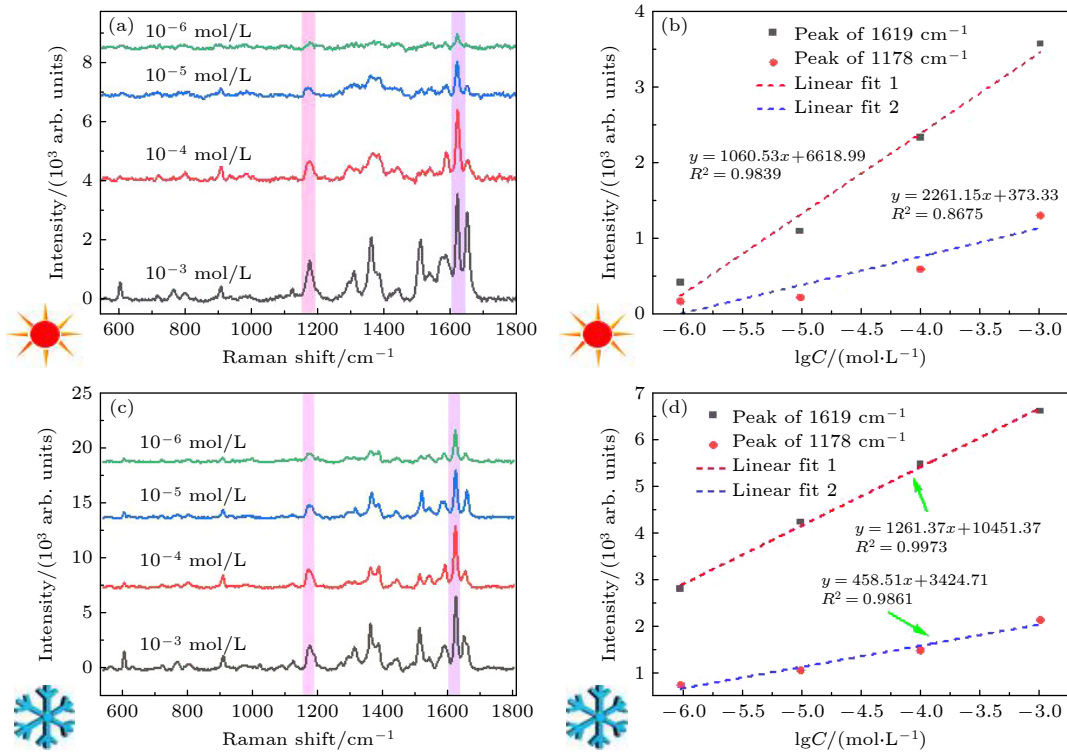 (a)
10⁻⁶ mol/L
10⁻⁵ mol/L
10⁻⁴ mol/L
10⁻³ mol/L
8
6
4
2
0
Intensity/(10³ arb. units)
600 800 1000 1200 1400 1600 1800
Raman shift/cm⁻¹
(b)
Peak of 1619 cm⁻¹
Peak of 1178 cm⁻¹
Linear fit 1
Linear fit 2
y = 1060.53x+6618.99
R² = 0.9839
y = 2261.15x+373.33
R² = 0.8675
4
3
2
1
0
Intensity/(10³ arb. units)
−6.0 −5.5 −5.0 −4.5 −4.0 −3.5 −3.0
lgC/(mol·L⁻¹)
(c)
10⁻⁶ mol/L
10⁻⁵ mol/L
10⁻⁴ mol/L
10⁻³ mol/L
20
15
10
5
0
Intensity/(10³ arb. units)
600 800 1000 1200 1400 1600 1800
Raman shift/cm⁻¹
(d)
Peak of 1619 cm⁻¹
Peak of 1178 cm⁻¹
Linear fit 1
Linear fit 2
y = 1261.37x+10451.37
R² = 0.9973
y = 458.51x+3424.71
R² = 0.9861
7
6
5
4
3
2
1
Intensity/(10³ arb. units)
−6.0 −5.5 −5.0 −4.5 −4.0 −3.5 −3.0
lgC/(mol·L⁻¹)